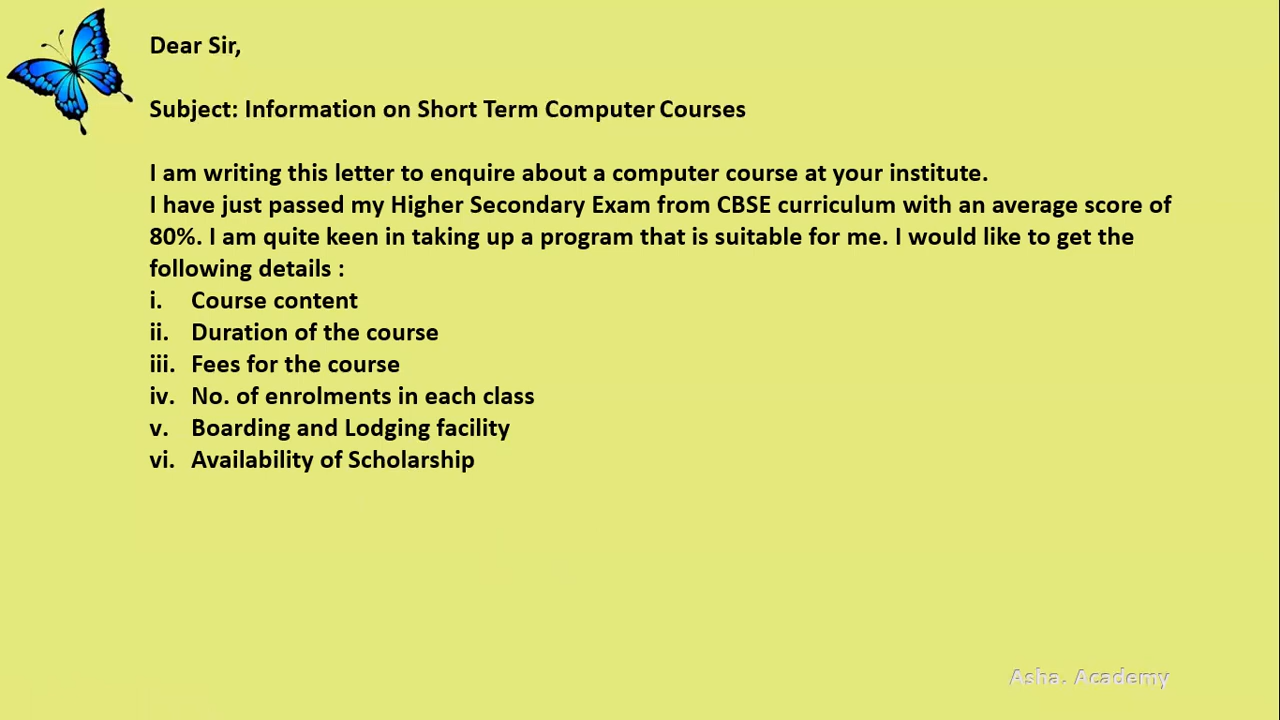 Dear Sir,
Subject: Information on Short Term Computer Courses
I am writing this letter to enquire about a computer course at your institute.
I have just passed my Higher Secondary Exam from CBSE curriculum with an average score of
80%. I am quite keen in taking up a program that is suitable for me. I would like to get the
following details :
i. Course content
ii. Duration of the course
iii. Fees for the course
iv. No. of enrolments in each class
v. Boarding and Lodging facility
vi. Availability of Scholarship
Asha. Academy